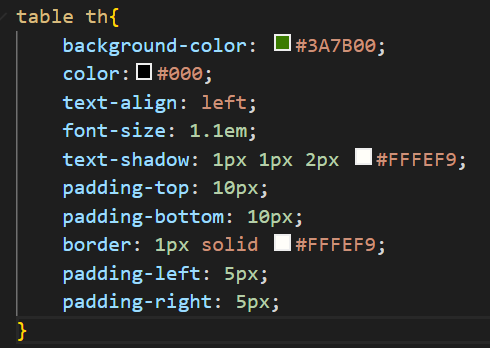 table th{
background-color: #3A7B00;
color: #000;
text-align: left;
font-size: 1.1em;
text-shadow: 1px 1px 2px #FFFEF9;
padding-top: 10px;
padding-bottom: 10px;
border: 1px solid #FFFEF9;
padding-left: 5px;
padding-right: 5px;
}